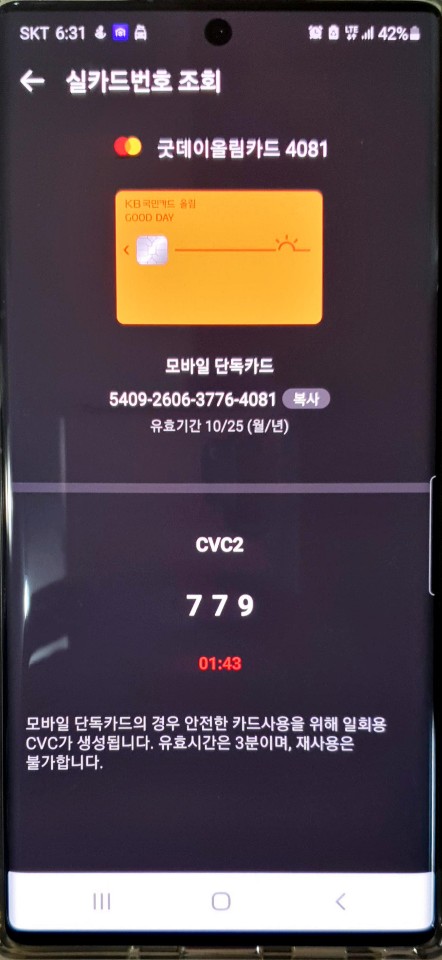 SKT 6:31 LTE 42%
실카드번호 조회
굿데이올림카드 4081
KB국민카드 올림
GOOD DAY
모바일 단독카드
5409-2606-3776-4081 복사
유효기간 10/25 (월/년)
CVC2
7 7 9
01:43
모바일 단독카드의 경우 안전한 카드사용을 위해 일회용
CVC가 생성됩니다. 유효시간은 3분이며, 재사용은
불가합니다.